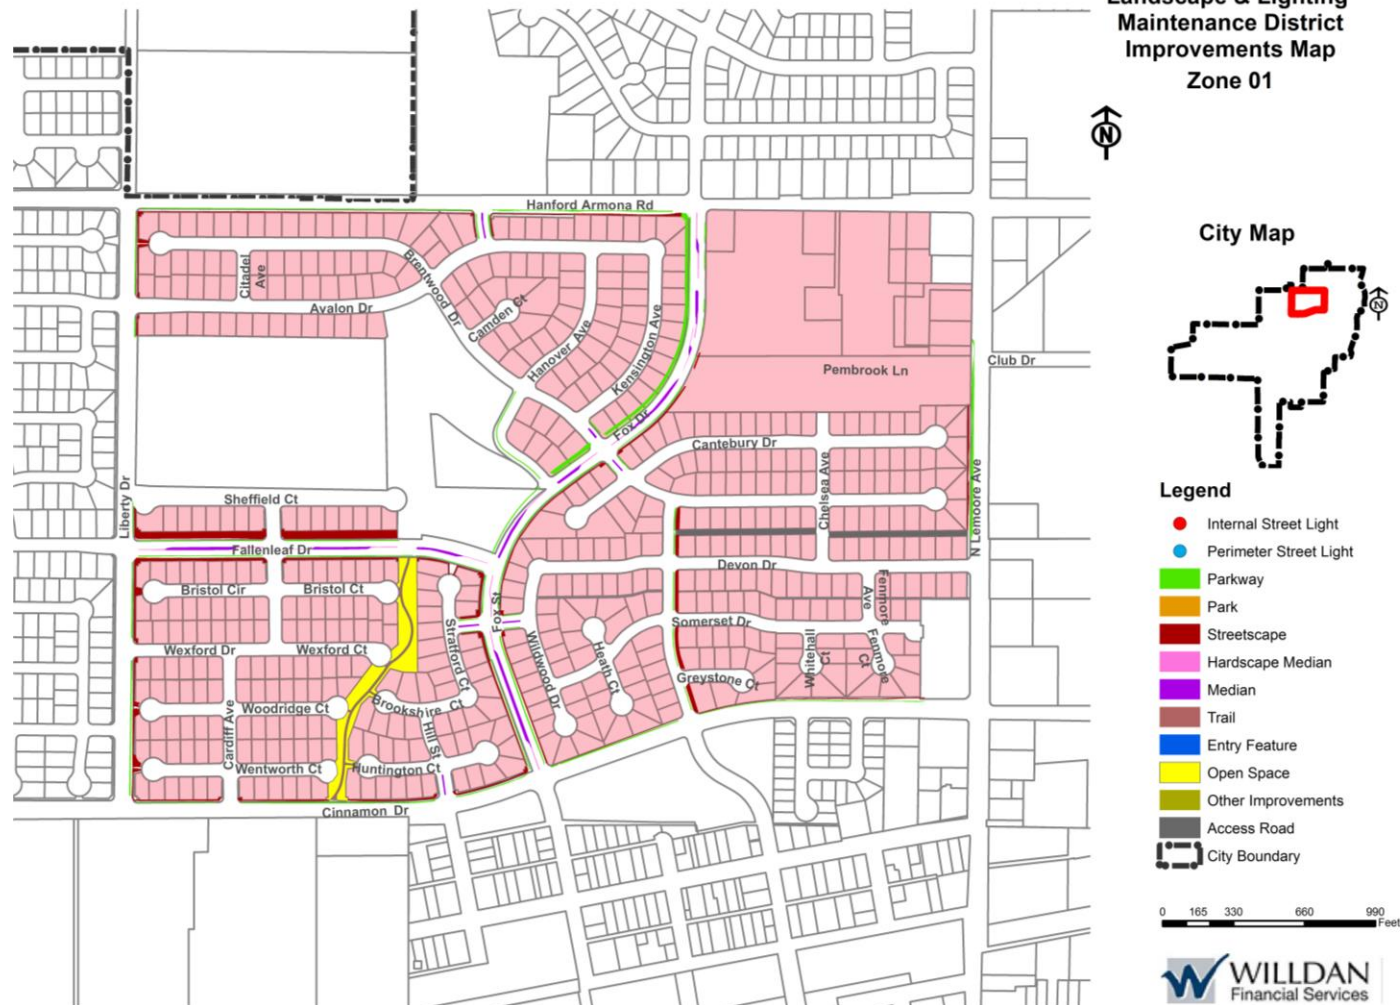 Landscape & Lighting
Maintenance District
Improvements Map
Zone 01
N
Hanford Armona Rd
City Map
Citadel
Ave
Brentwood Dr
Camden Ct
N
Avalon Dr
Hanover Ave
Kensington Ave
Club Dr
Pembrook Ln
Fox Dr
Cantebury Dr
Liberty Dr
Sheffield Ct
Chelsea Ave
N Lemoore Ave
Legend
Internal Street Light
Fallenleaf Dr
Perimeter Street Light
Bristol Cir
Bristol Ct
Devon Dr
Parkway
Fox St
Fenmore
Ave
Park
Stratford Ct
Somerset Dr
Streetscape
Wexford Dr
Wexford Ct
Wildwood Dr
Heath Ct
Whitehall
Ct
Fenmore
Ct
Hardscape Median
Greystone Ct
Median
Woodridge Ct
Brookshire Ct
Trail
Cardiff Ave
Hill St
Entry Feature
Wentworth Ct
Huntington Ct
Open Space
Cinnamon Dr
Other Improvements
Access Road
City Boundary
0 165 330 660 990
Feet
WILLDAN
Financial Services